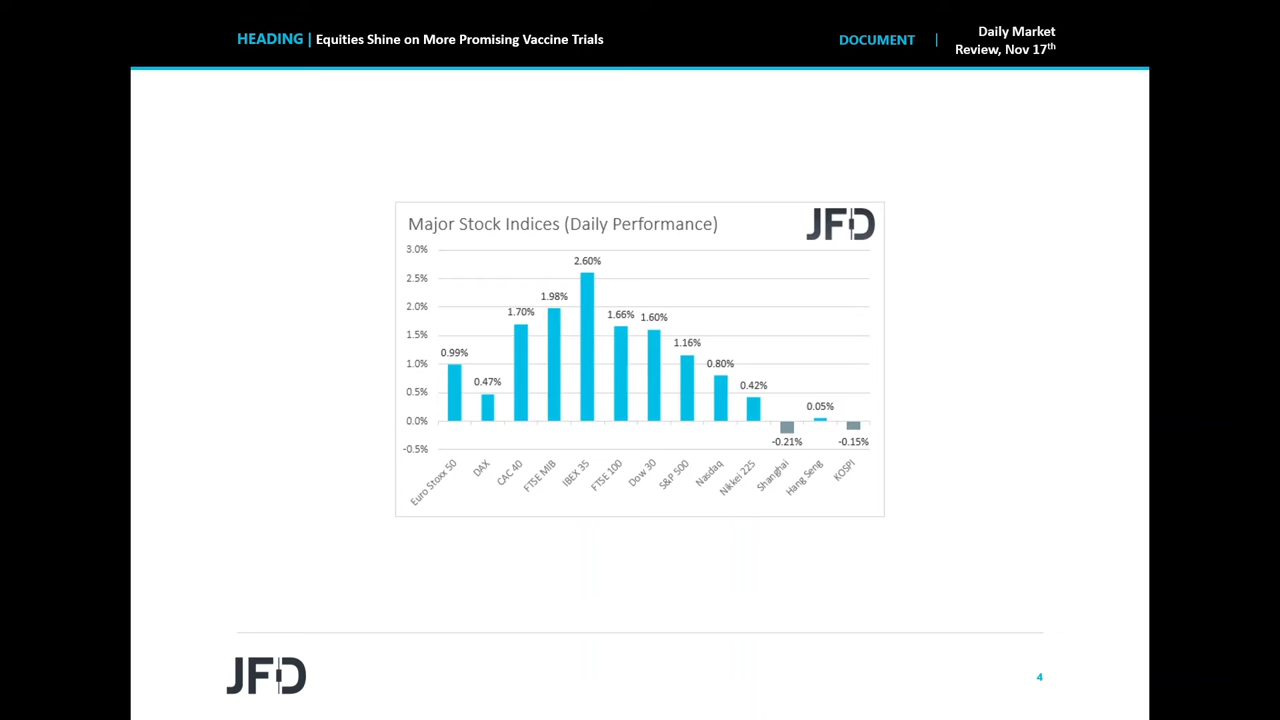 HEADING | Equities Shine on More Promising Vaccine Trials
DOCUMENT | Daily Market
Review, Nov 17th
Major Stock Indices (Daily Performance)
JFD
3.0%
2.5%
2.0%
1.5%
1.0%
0.5%
0.0%
-0.5%
0.99%
0.47%
1.70%
1.98%
2.60%
1.66%
1.60%
1.16%
0.80%
0.42%
-0.21%
0.05%
-0.15%
Euro Stoxx 50
DAX
CAC 40
FTSE MIB
IBEX 35
FTSE 100
Dow 30
S&P 500
Nasdaq
Nikkei 225
Shanghai
Hang Seng
KOSPI
JFD
4